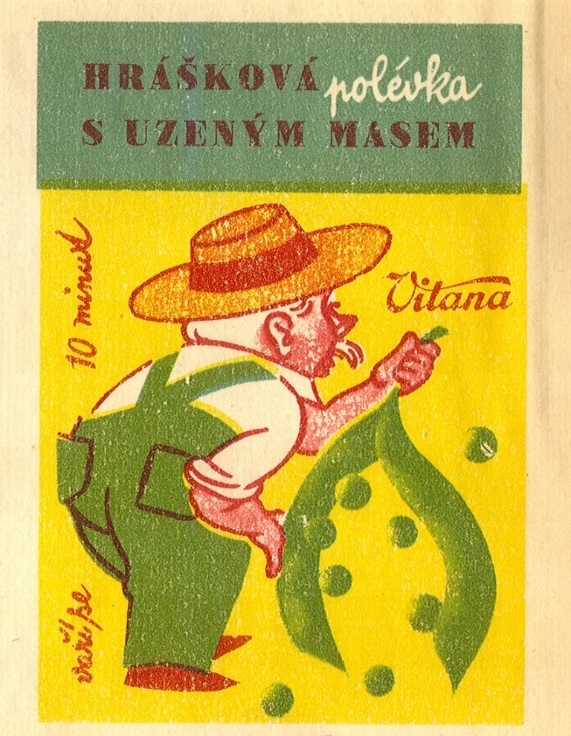 HRÁŠKOVÁ polévka
S UZENÝM MASEM
Vitana
vaří se 10 minut